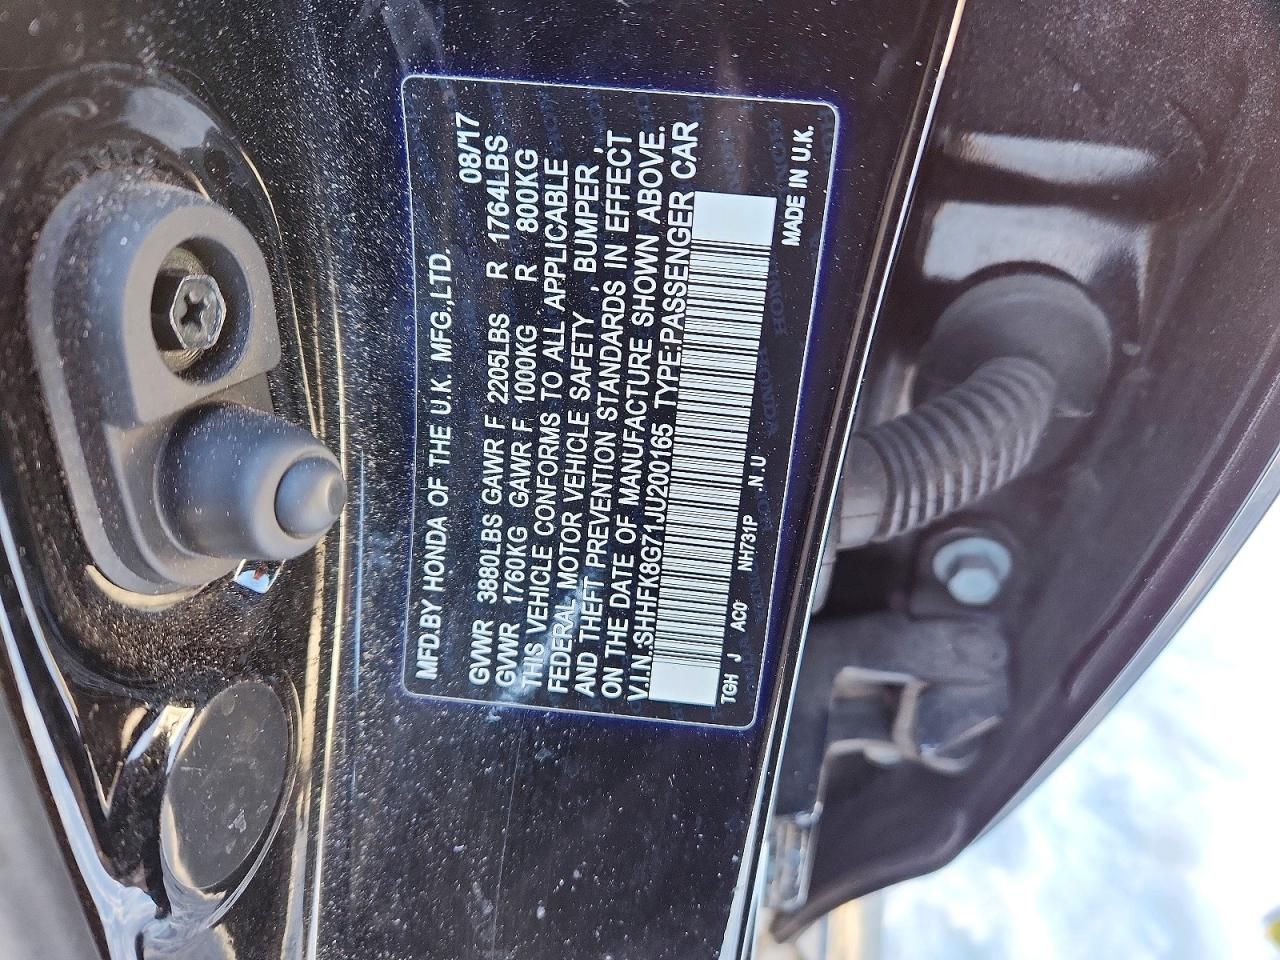 MFD.BY HONDA OF THE U.K. MFG.,LTD.
08/17
GVWR 3880LBS GAWR F 2205LBS R 1764LBS
GVWR 1760KG GAWR F 1000KG R 800KG
THIS VEHICLE CONFORMS TO ALL APPLICABLE
FEDERAL MOTOR VEHICLE SAFETY , BUMPER ,
AND THEFT PREVENTION STANDARDS IN EFFECT
ON THE DATE OF MANUFACTURE SHOWN ABOVE.
V.I.N.:SHHFK8G71JU200165 TYPE:PASSENGER CAR
TGH J AC0 NH731P N.U
MADE IN U.K.